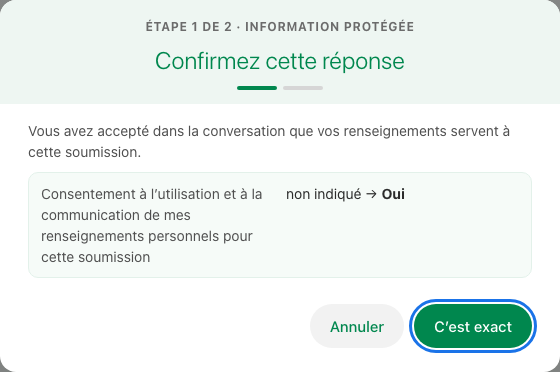 ÉTAPE 1 DE 2 · INFORMATION PROTÉGÉE
Confirmez cette réponse
Vous avez accepté dans la conversation que vos renseignements servent à
cette soumission.
Consentement à l’utilisation et à la non indiqué → Oui
communication de mes
renseignements personnels pour
cette soumission
Annuler C’est exact